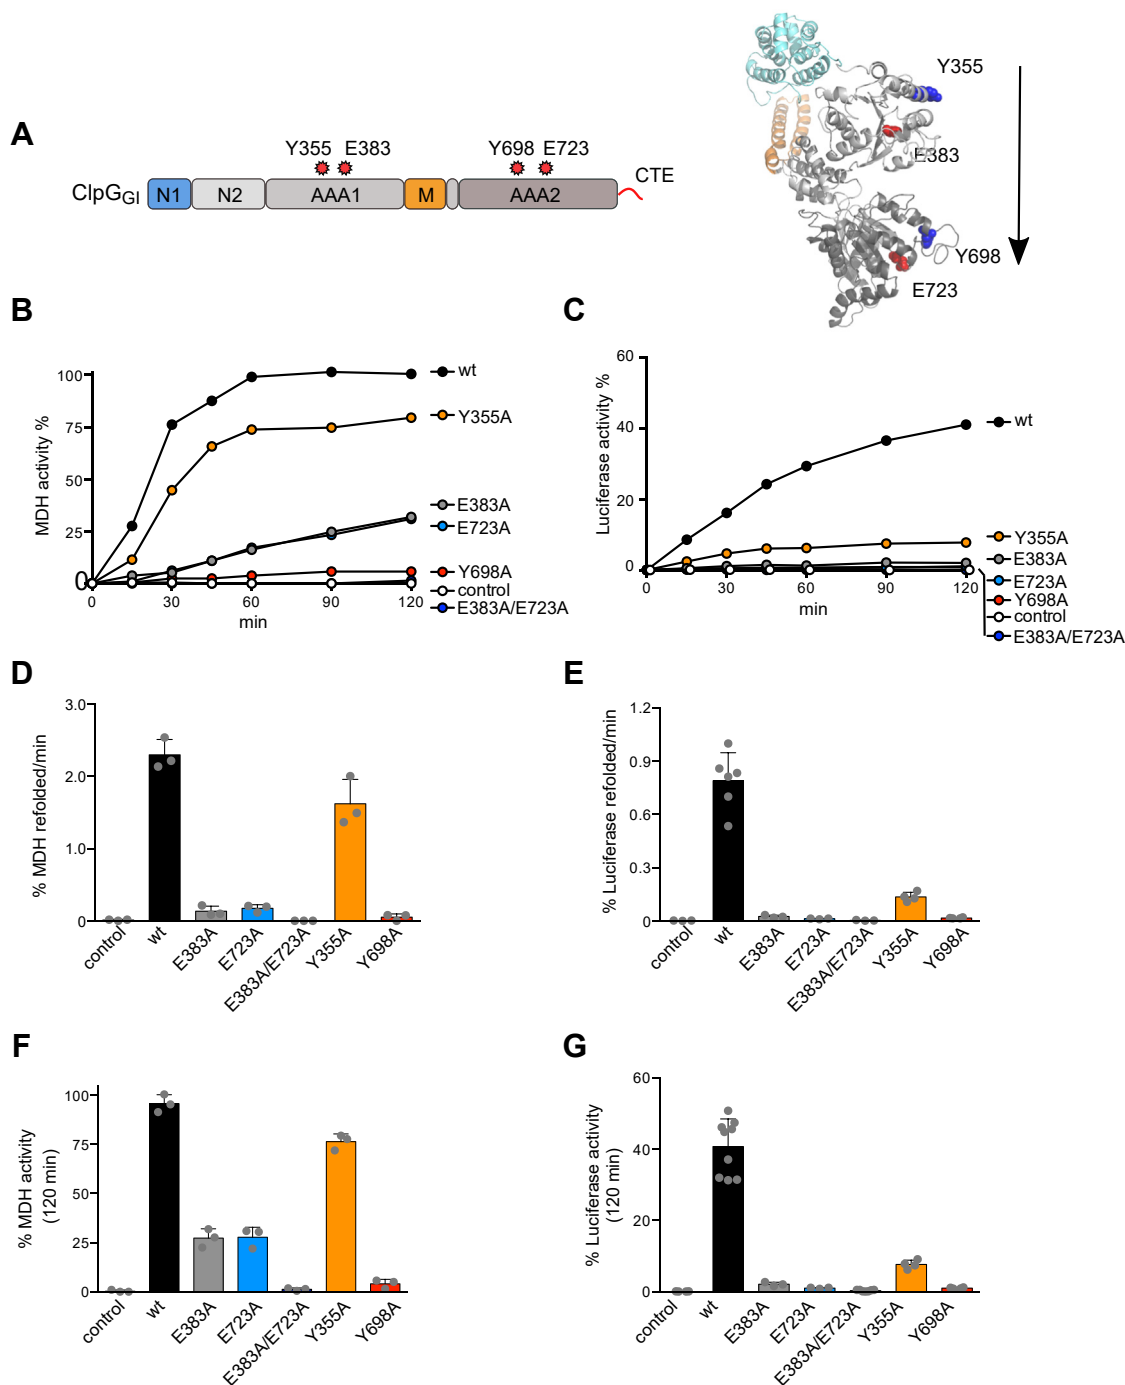 A
Y355 E383
Y698 E723
ClpGGI
N1
N2
AAA1
M
AAA2
CTE
Y355
E383
Y698
E723
B
MDH activity %
100
75
50
25
0
0
30
60
90
120
min
wt
Y355A
E383A
E723A
Y698A
control
E383A/E723A
C
Luciferase activity %
60
40
20
0
0
30
60
90
120
min
wt
Y355A
E383A
E723A
Y698A
control
E383A/E723A
D
% MDH refolded/min
3.0
2.0
1.0
0
control
wt
E383A
E723A
E383A/E723A
Y355A
Y698A
E
% Luciferase refolded/min
1.2
0.9
0.6
0.3
0
control
wt
E383A
E723A
E383A/E723A
Y355A
Y698A
F
% MDH activity
(120 min)
100
75
50
25
0
control
wt
E383A
E723A
E383A/E723A
Y355A
Y698A
G
% Luciferase activity
(120 min)
60
40
20
0
control
wt
E383A
E723A
E383A/E723A
Y355A
Y698A